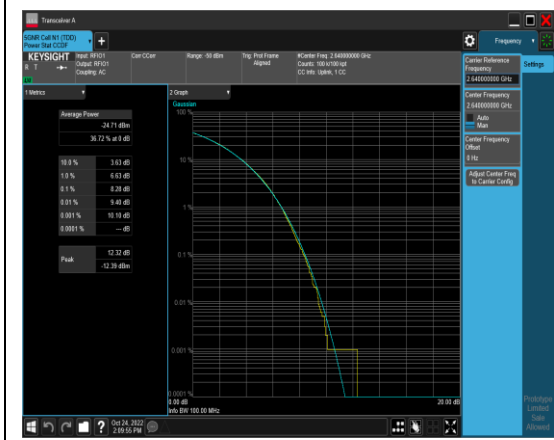 Transceiver A
5GNR Call N1 (TDD)
Power Stat CCDF
KEYSIGHT
R T
Input: RFIO1
Output: RFIO1
Coupling: AC
Corr CCorr
Range: -50 dBm
Trig: Prot Frame
Aligned
#Center Freq: 2.640000000 GHz
Counts: 100 k/100 kpt
CC Info: Uplink, 1 CC
Frequency
Settings
Carrier Reference
Frequency
2.640000000 GHz
Center Frequency
2.640000000 GHz
Auto
Man
Center Frequency
Offset
0 Hz
Adjust Center Freq
to Carrier Config
1 Metrics
Average Power
-24.71 dBm
36.72 % at 0 dB
10.0 % 3.63 dB
1.0 % 6.63 dB
0.1 % 8.28 dB
0.01 % 9.40 dB
0.001 % 10.10 dB
0.0001 % --- dB
Peak 12.32 dB
-12.39 dBm
2 Graph
Gaussian
100 %
10 %
1 %
0.1 %
0.01 %
0.001 %
0.0001 %
0.00 dB
20.00 dB
Info BW 100.00 MHz
Prototype
Limited
Sale
Allowed
Oct 24, 2022
2:09:55 PM